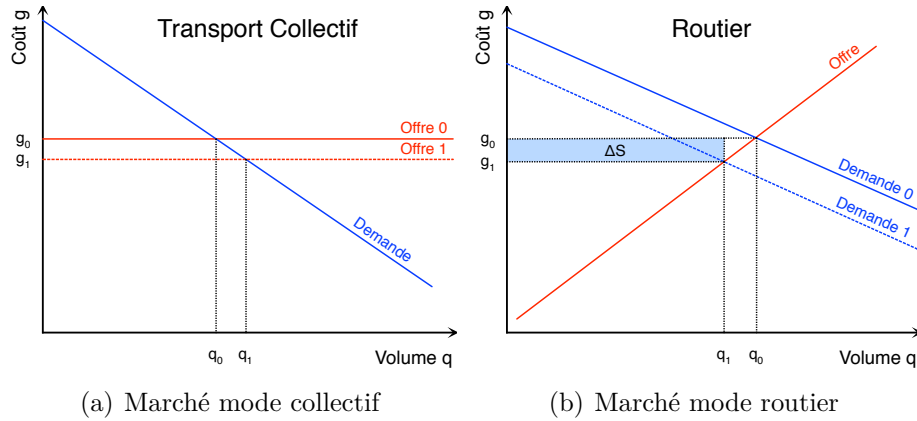 Transport Collectif
Coût g
Offre 0
g₀
Offre 1
g₁
Demande
q₀ q₁
Volume q
(a) Marché mode collectif
Routier
Coût g
Offre
g₀
ΔS
g₁
Demande 0
Demande 1
q₁ q₀
Volume q
(b) Marché mode routier